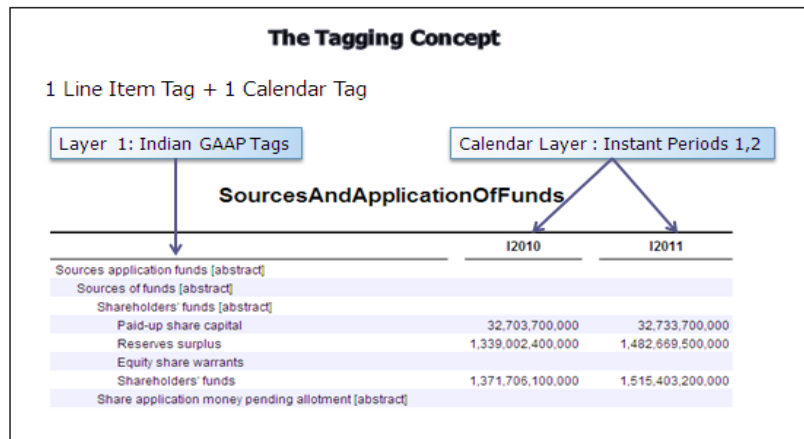 The Tagging Concept
1 Line Item Tag + 1 Calendar Tag
Layer 1: Indian GAAP Tags
Calendar Layer : Instant Periods 1,2
SourcesAndApplicationOfFunds
I2010 I2011
Sources application funds [abstract]
Sources of funds [abstract]
Shareholders' funds [abstract]
Paid-up share capital 32,703,700,000 32,733,700,000
Reserves surplus 1,339,002,400,000 1,482,669,500,000
Equity share warrants
Shareholders' funds 1,371,706,100,000 1,515,403,200,000
Share application money pending allotment [abstract]